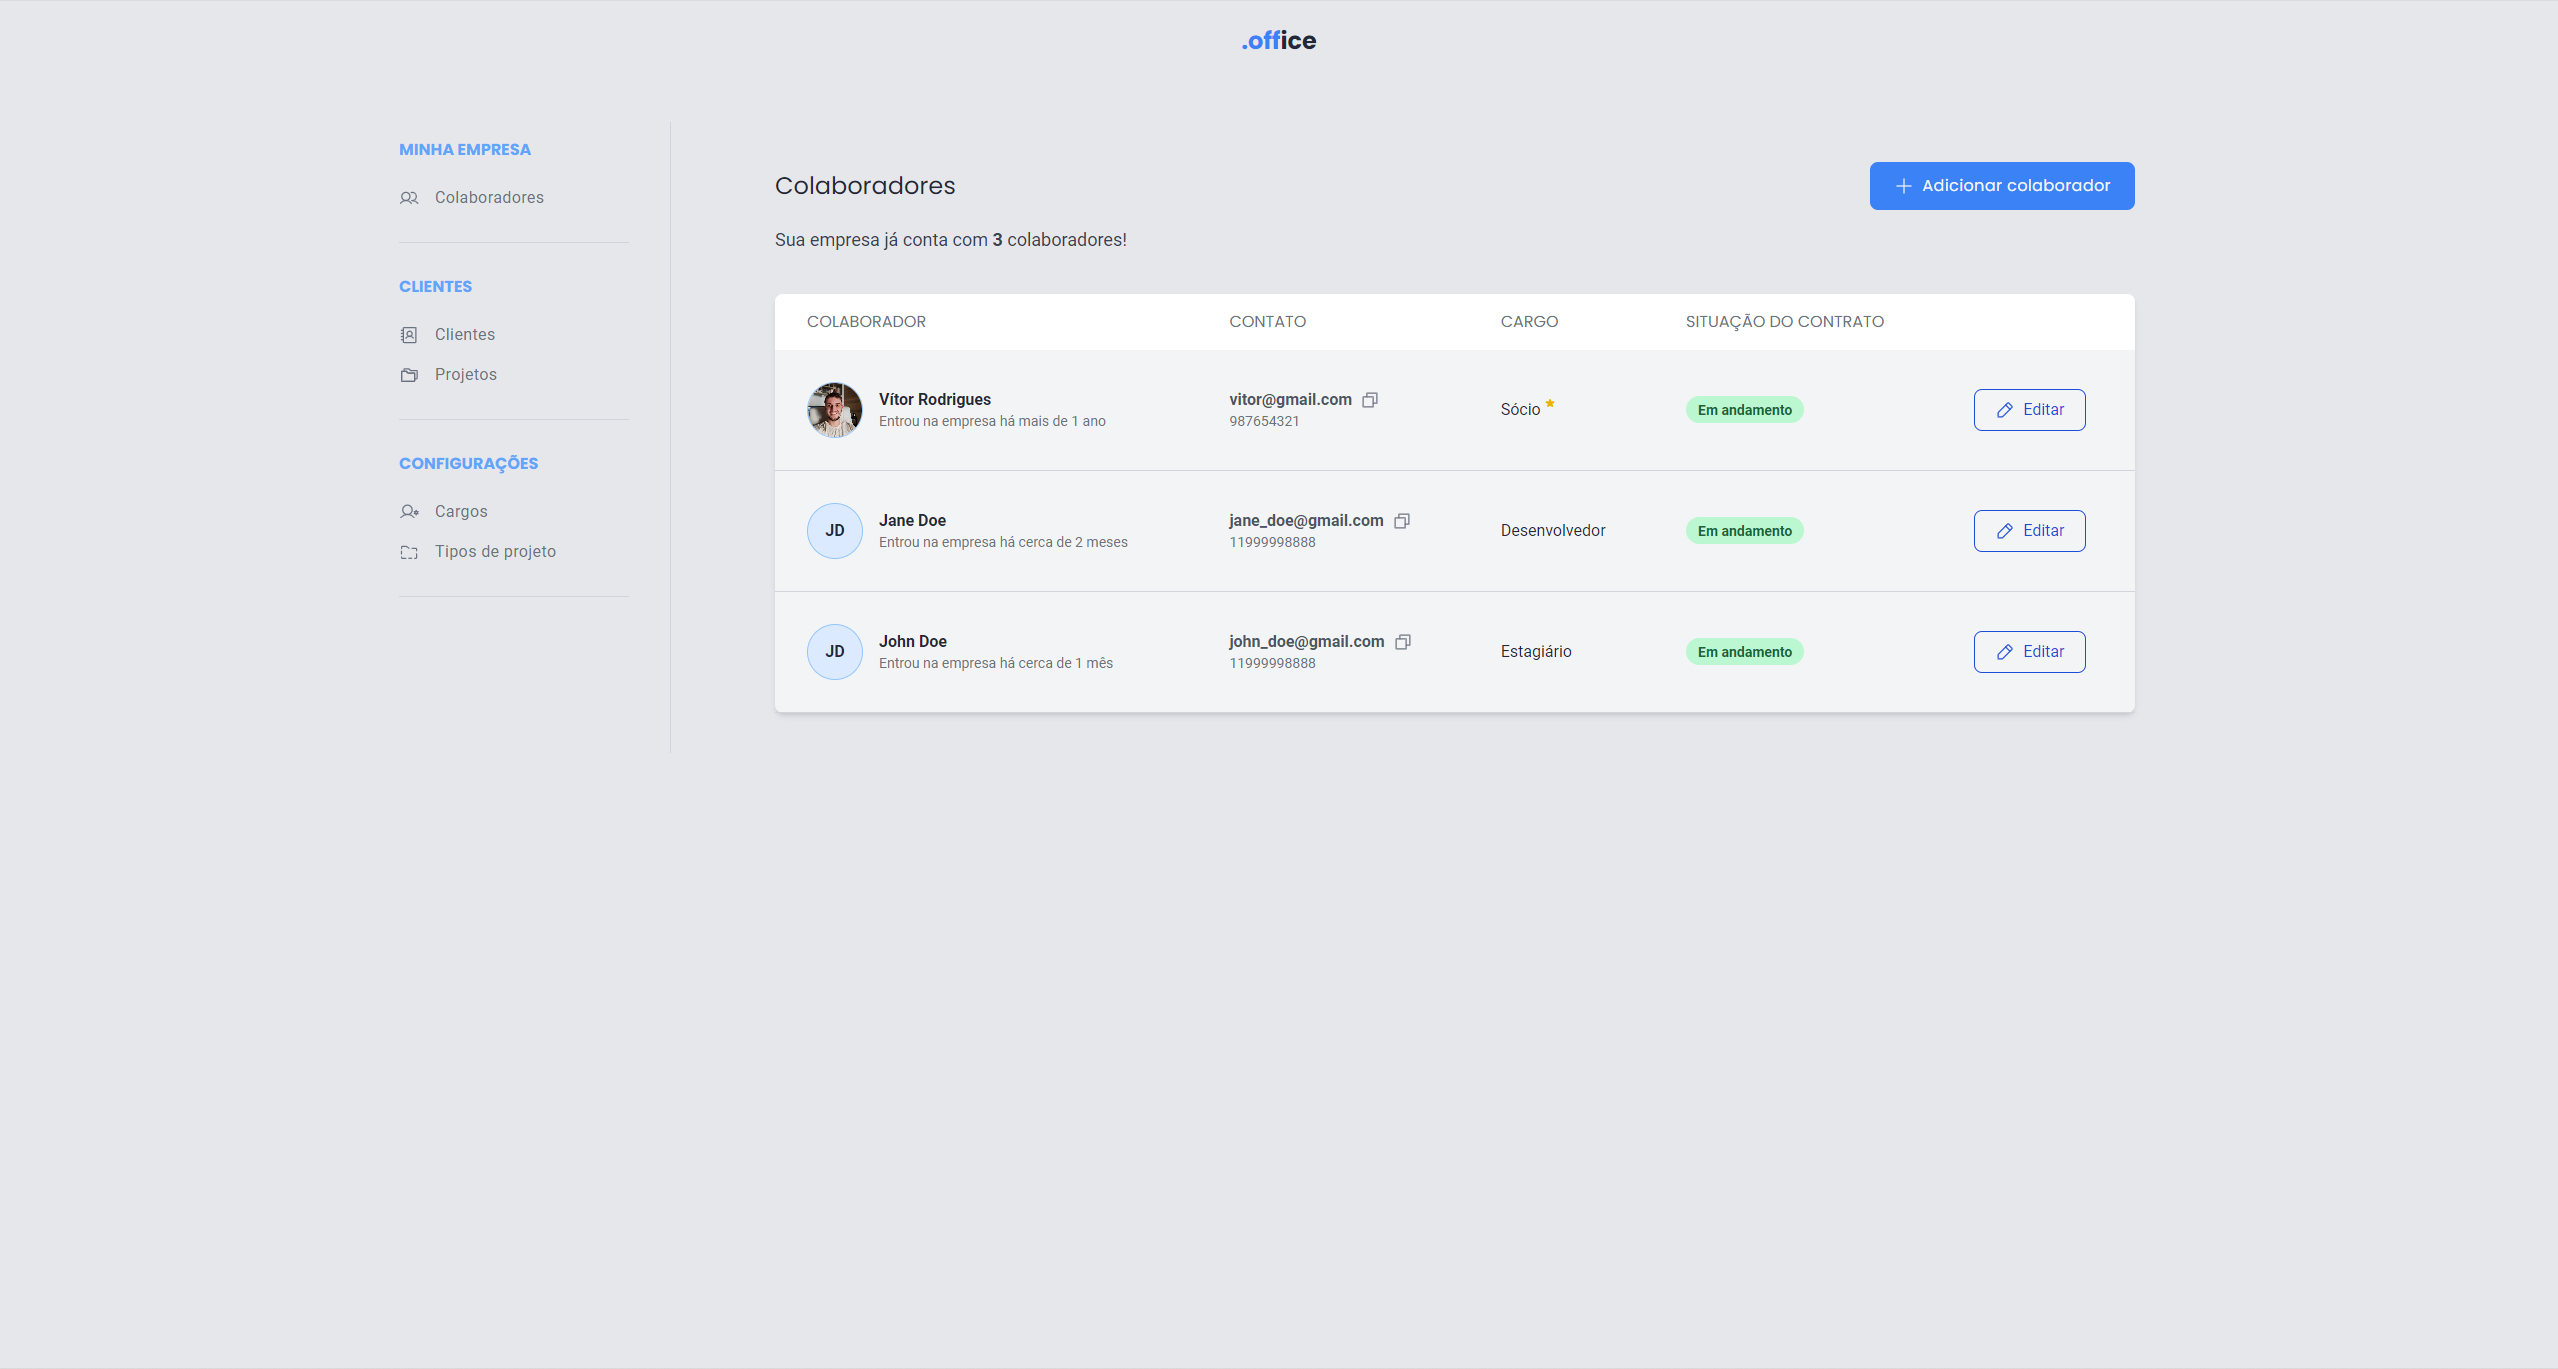 .office
MINHA EMPRESA
Colaboradores
CLIENTES
Clientes
Projetos
CONFIGURAÇÕES
Cargos
Tipos de projeto
Colaboradores
Adicionar colaborador
Sua empresa já conta com 3 colaboradores!
COLABORADOR CONTATO CARGO SITUAÇÃO DO CONTRATO
Vítor Rodrigues
Entrou na empresa há mais de 1 ano
vitor@gmail.com
987654321
Sócio
Em andamento
Editar
JD
Jane Doe
Entrou na empresa há cerca de 2 meses
jane_doe@gmail.com
11999998888
Desenvolvedor
Em andamento
Editar
JD
John Doe
Entrou na empresa há cerca de 1 mês
john_doe@gmail.com
11999998888
Estagiário
Em andamento
Editar